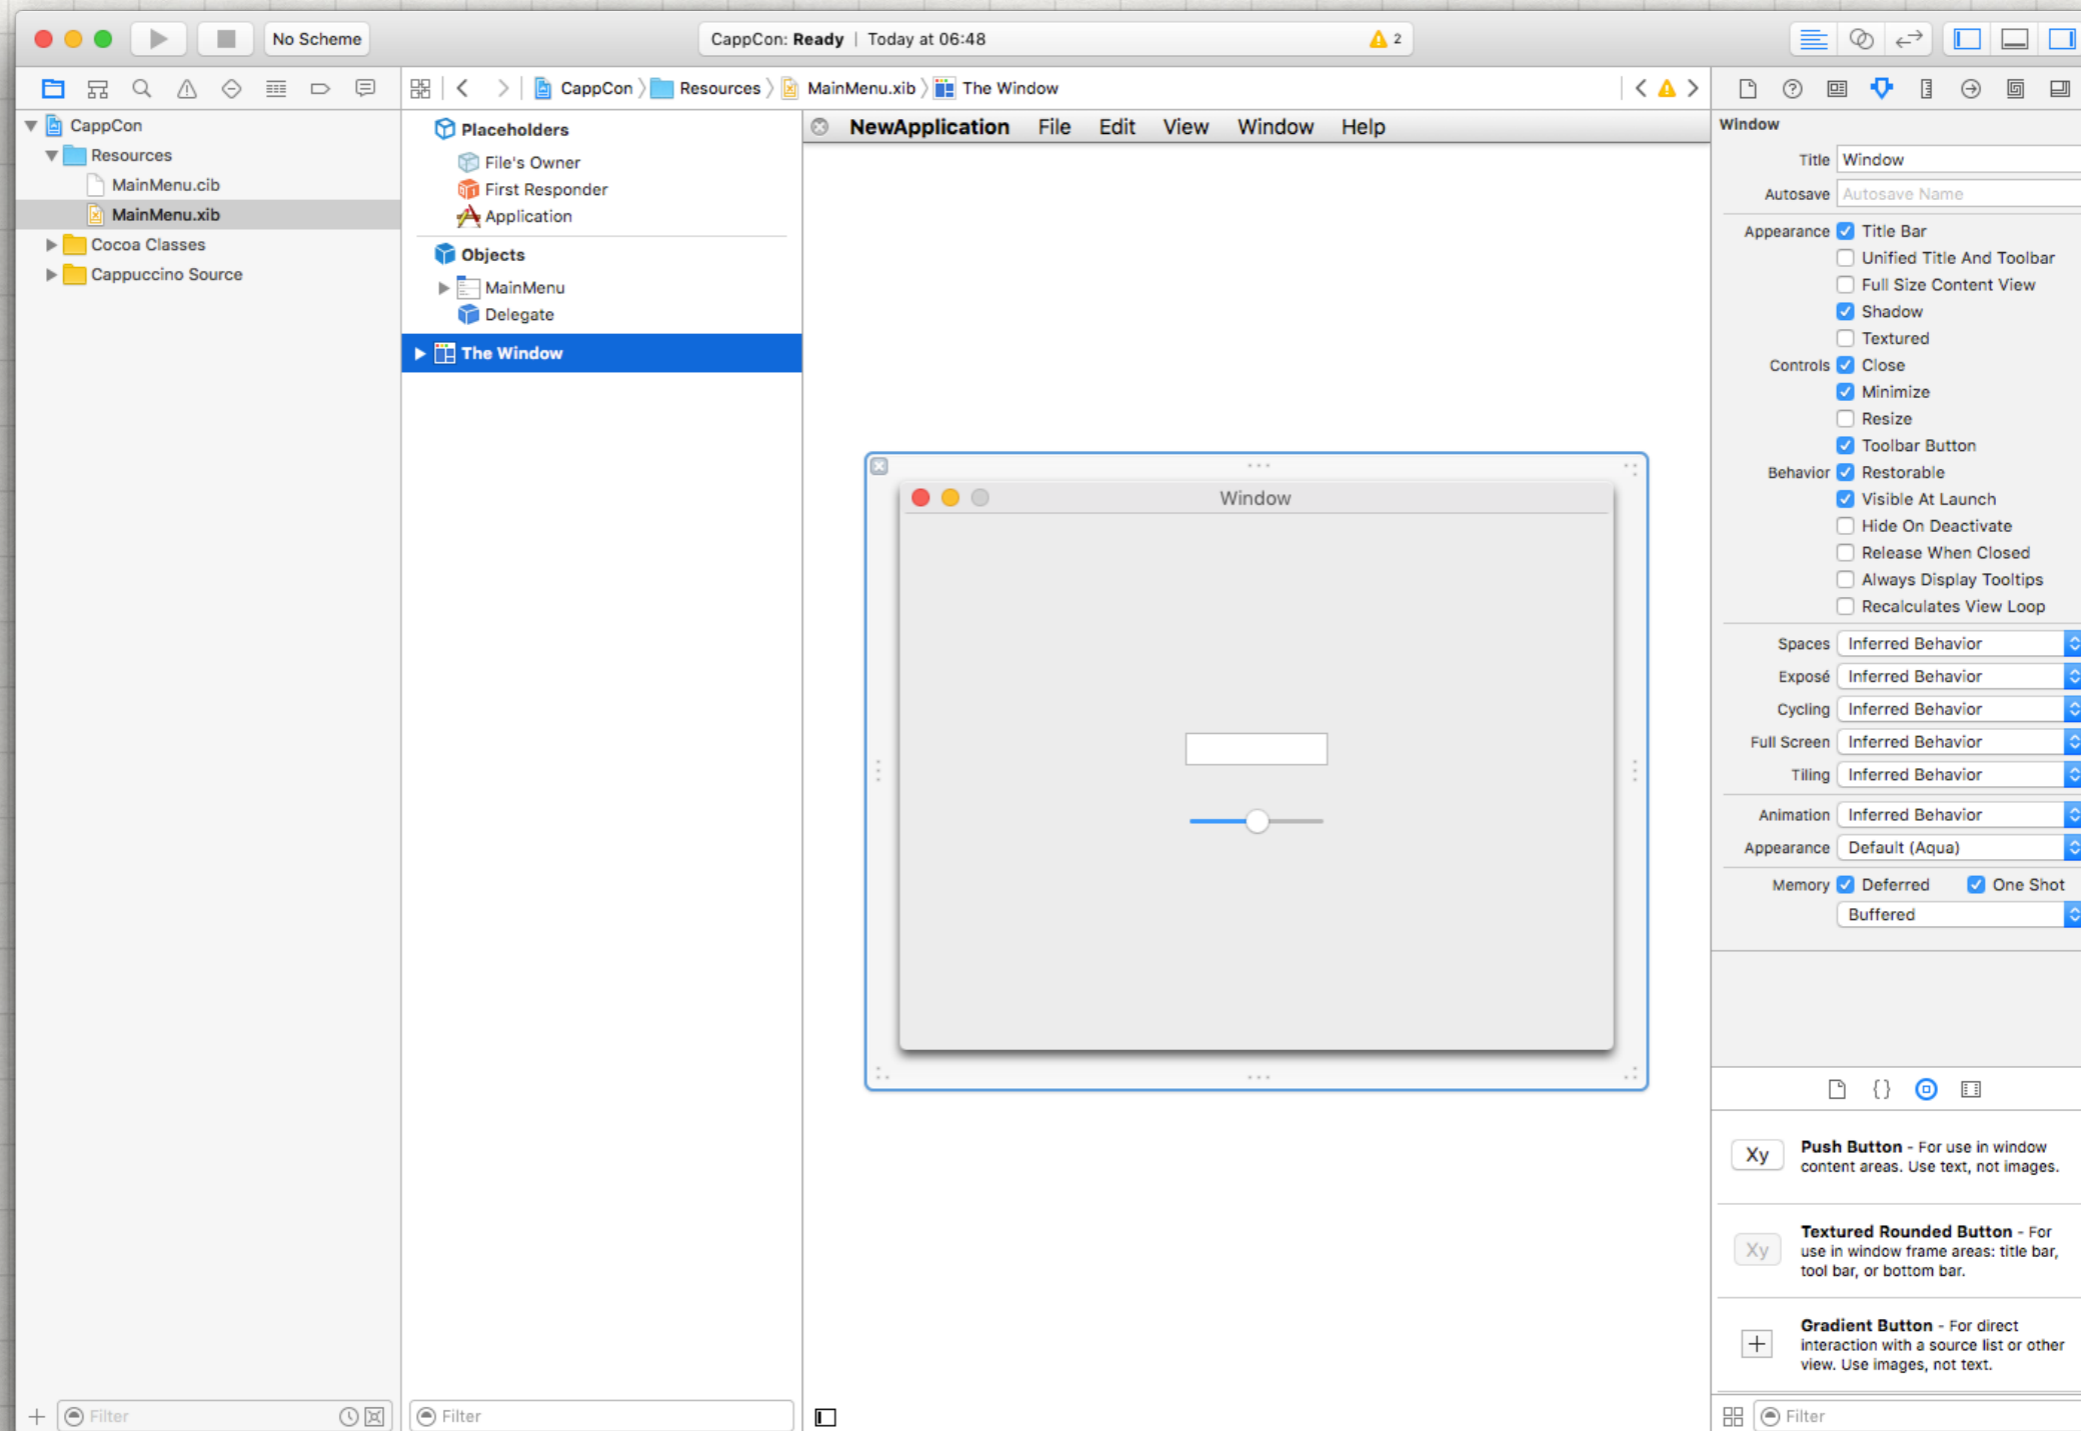 No Scheme
CappCon: Ready | Today at 06:48
2
CappCon
Resources
MainMenu.xib
The Window
CappCon
Resources
MainMenu.cib
MainMenu.xib
Cocoa Classes
Cappuccino Source
Filter
Placeholders
File's Owner
First Responder
Application
Objects
MainMenu
Delegate
The Window
Filter
NewApplication File Edit View Window Help
Window
Window
Title Window
Autosave Autosave Name
Appearance Title Bar
Unified Title And Toolbar
Full Size Content View
Shadow
Textured
Controls Close
Minimize
Resize
Toolbar Button
Behavior Restorable
Visible At Launch
Hide On Deactivate
Release When Closed
Always Display Tooltips
Recalculates View Loop
Spaces Inferred Behavior
Exposé Inferred Behavior
Cycling Inferred Behavior
Full Screen Inferred Behavior
Tiling Inferred Behavior
Animation Inferred Behavior
Appearance Default (Aqua)
Memory Deferred One Shot
Buffered
{}
Xy
Push Button - For use in window
content areas. Use text, not images.
Xy
Textured Rounded Button - For
use in window frame areas: title bar,
tool bar, or bottom bar.
Gradient Button - For direct
interaction with a source list or other
view. Use images, not text.
Filter